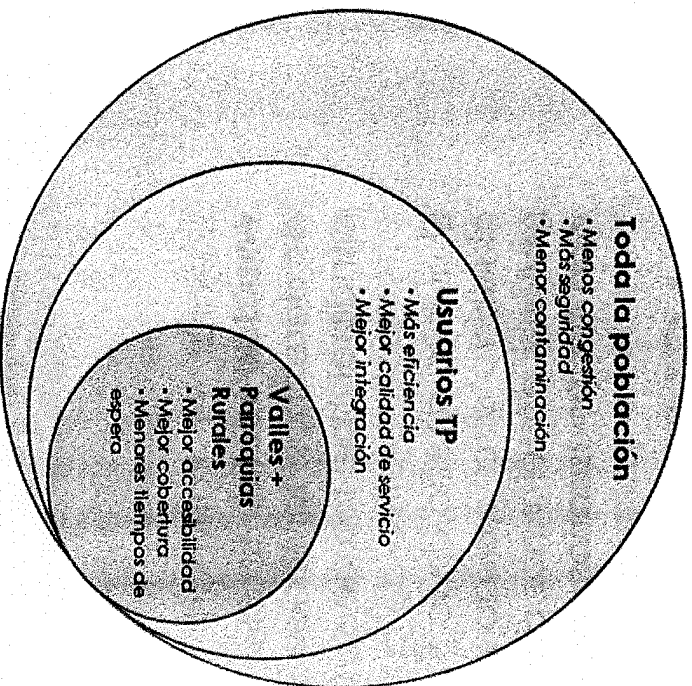 Toda la población
• Menos congestión
• Más seguridad
• Menor contaminación
Usuarios TP
• Más eficiencia
• Mejor calidad de servicio
• Mejor integración
Valles +
Parroquias
Rurales
• Mejor accesibilidad
• Mejor cobertura
• Menores tiempos de
espera